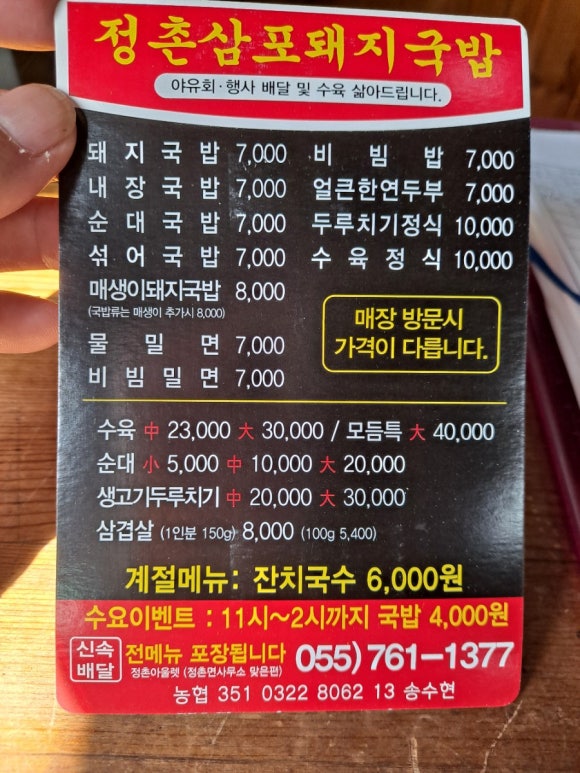 정촌삼포돼지국밥
야유회·행사 배달 및 수육 삶아드립니다.
돼지국밥 7,000
내장국밥 7,000
순대국밥 7,000
섞어국밥 7,000
매생이돼지국밥 8,000
(국밥류는 매생이 추가시 8,000)
물밀면 7,000
비빔밀면 7,000
비빔밥 7,000
얼큰한연두부 7,000
두루치기정식 10,000
수육정식 10,000
매장 방문시
가격이 다릅니다.
수육 中 23,000 大 30,000 / 모듬특 大 40,000
순대 小 5,000 中 10,000 大 20,000
생고기두루치기 中 20,000 大 30,000
삼겹살 (1인분 150g) 8,000 (100g 5,400)
계절메뉴: 잔치국수 6,000원
수요이벤트 : 11시~2시까지 국밥 4,000원
신속
배달
전메뉴 포장됩니다
정촌아울렛 (정촌면사무소 맞은편)
055) 761-1377
농협 351 0322 8062 13 송수현